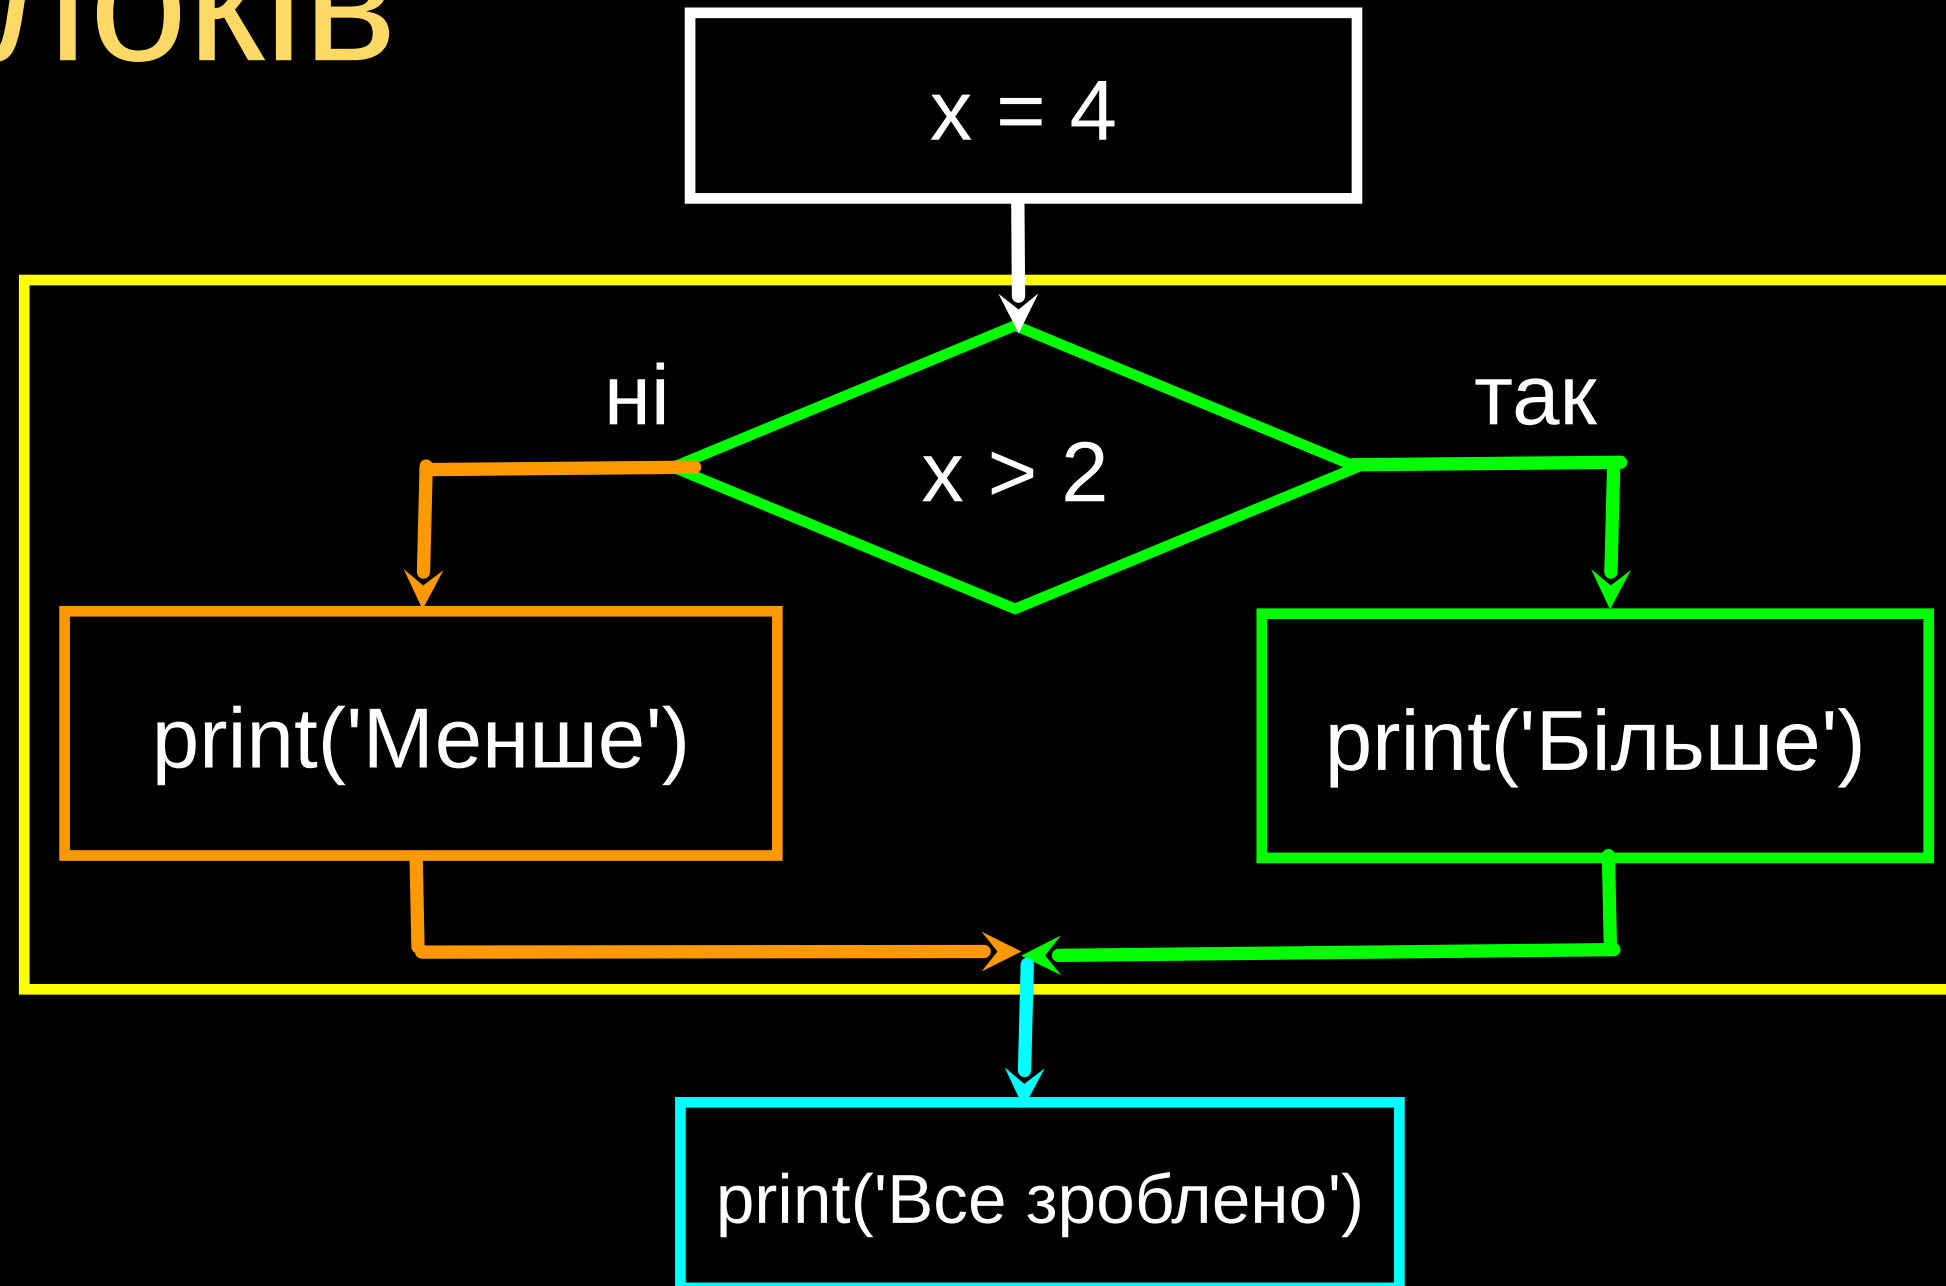 x = 4
ні
так
x > 2
print('Менше')
print('Більше')
print('Все зроблено')